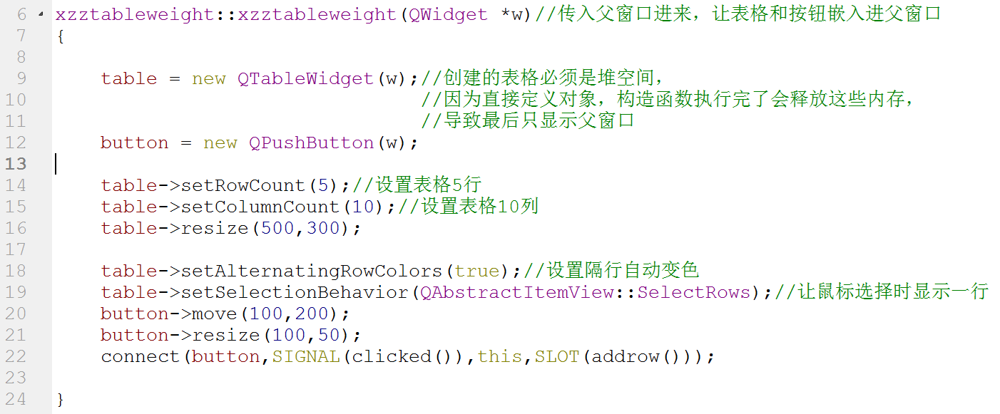 6 xzztableweight::xzztableweight(QWidget *w)//传入父窗口进来，让表格和按钮嵌入进父窗口
7 {
8
9     table = new QTableWidget(w);//创建的表格必须是堆空间，
10                                 //因为直接定义对象，构造函数执行完了会释放这些内存，
11                                 //导致最后只显示父窗口
12     button = new QPushButton(w);
13
14     table->setRowCount(5);//设置表格5行
15     table->setColumnCount(10);//设置表格10列
16     table->resize(500,300);
17
18     table->setAlternatingRowColors(true);//设置隔行自动变色
19     table->setSelectionBehavior(QAbstractItemView::SelectRows);//让鼠标选择时显示一行
20     button->move(100,200);
21     button->resize(100,50);
22     connect(button,SIGNAL(clicked()),this,SLOT(addrow()));
23
24 }